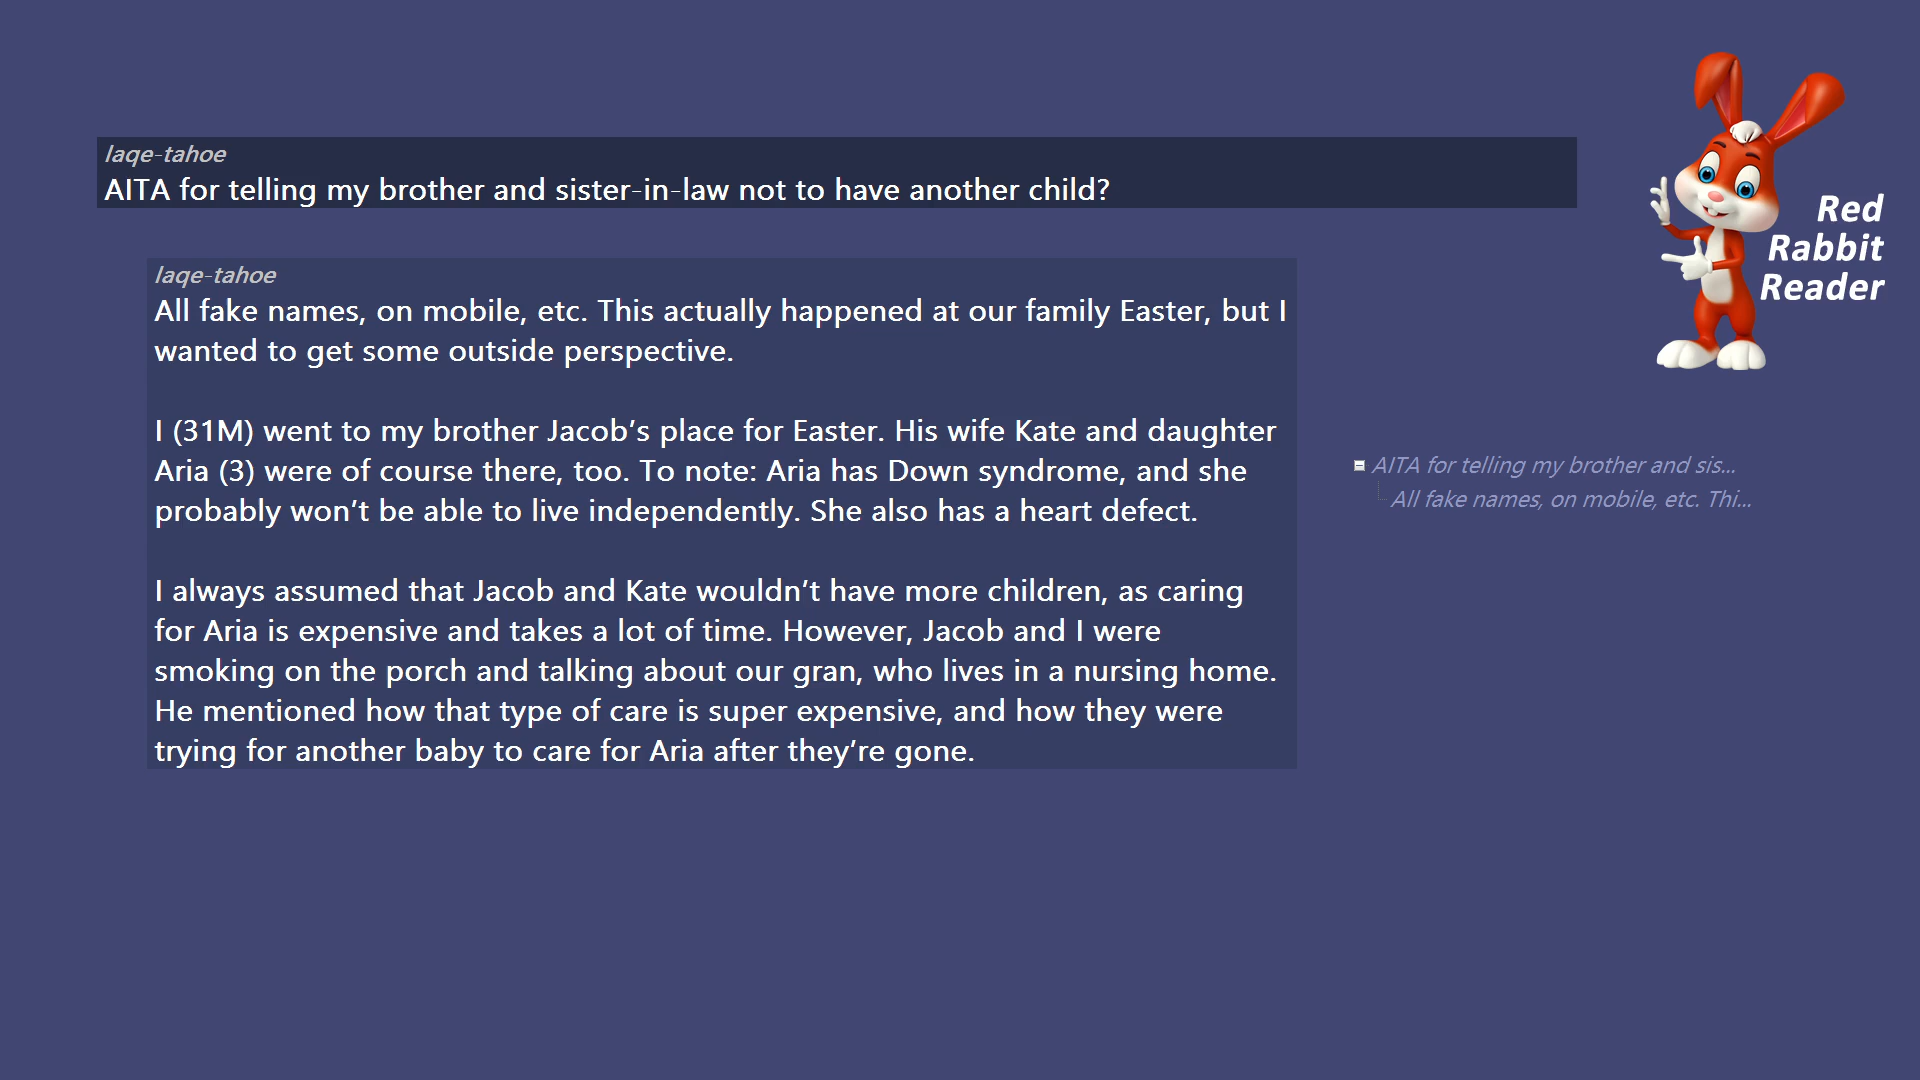 laqe-tahoe
AITA for telling my brother and sister-in-law not to have another child?
laqe-tahoe
All fake names, on mobile, etc. This actually happened at our family Easter, but I
wanted to get some outside perspective.
I (31M) went to my brother Jacob’s place for Easter. His wife Kate and daughter
Aria (3) were of course there, too. To note: Aria has Down syndrome, and she
probably won’t be able to live independently. She also has a heart defect.
I always assumed that Jacob and Kate wouldn’t have more children, as caring
for Aria is expensive and takes a lot of time. However, Jacob and I were
smoking on the porch and talking about our gran, who lives in a nursing home.
He mentioned how that type of care is super expensive, and how they were
trying for another baby to care for Aria after they’re gone.
Red
Rabbit
Reader
AITA for telling my brother and sis...
All fake names, on mobile, etc. Thi...